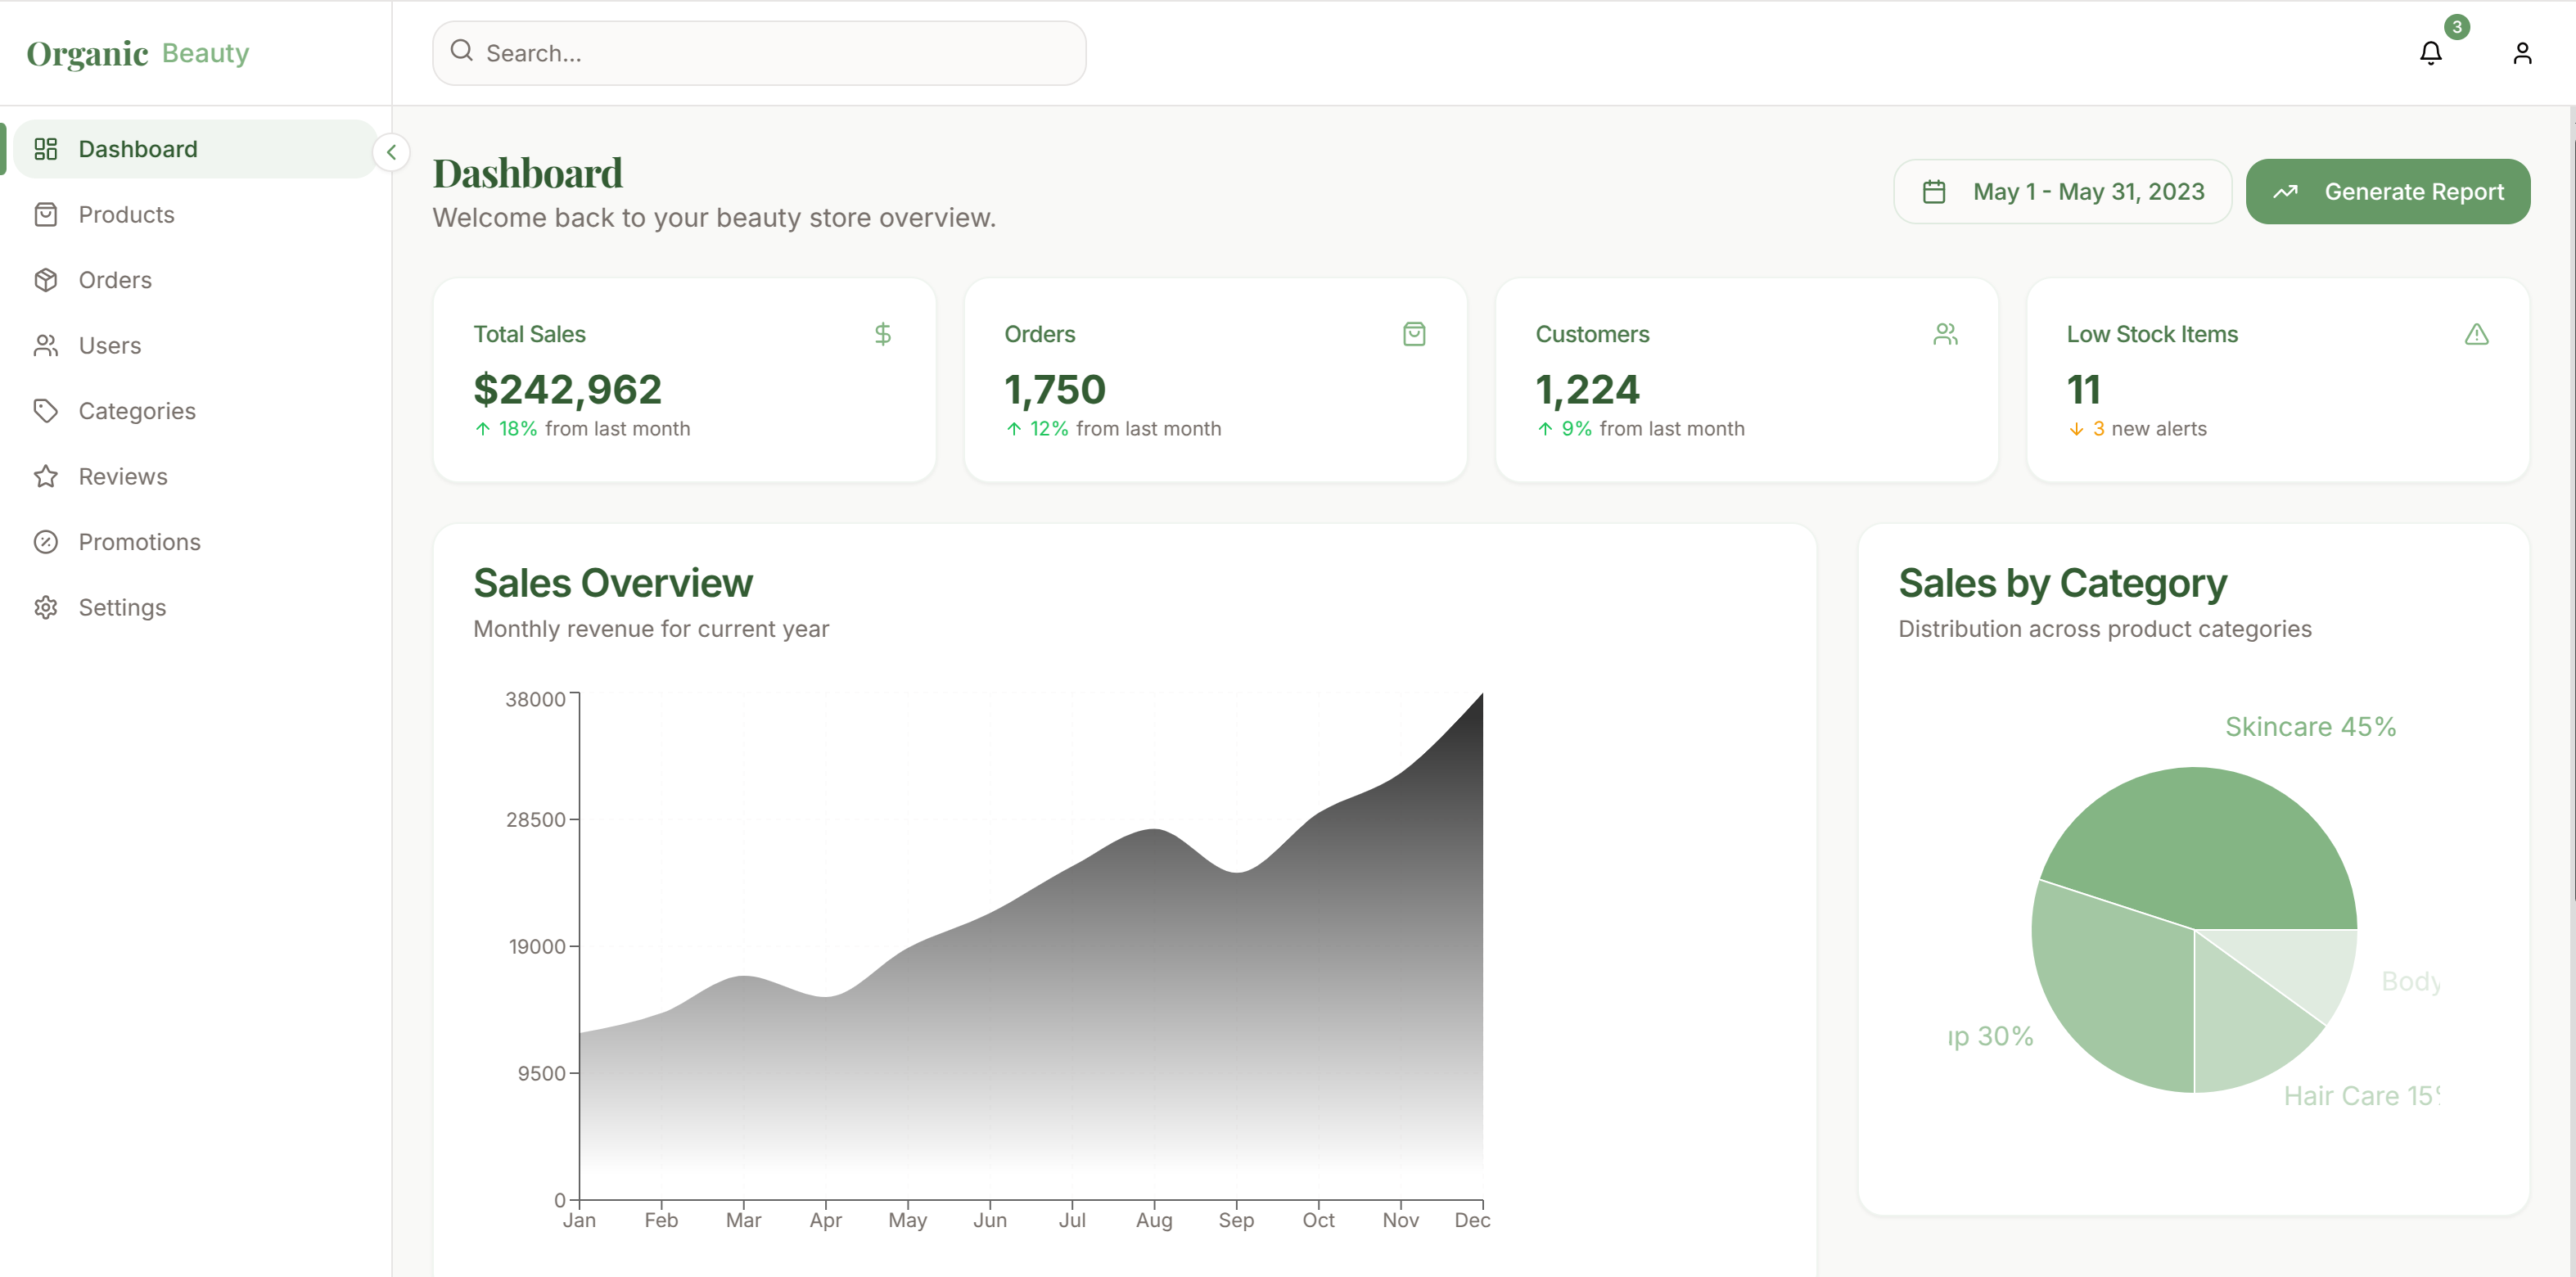 Organic Beauty
Search...
3
Dashboard
Products
Orders
Users
Categories
Reviews
Promotions
Settings
Dashboard
Welcome back to your beauty store overview.
May 1 - May 31, 2023
Generate Report
Total Sales
$242,962
18% from last month
Orders
1,750
12% from last month
Customers
1,224
9% from last month
Low Stock Items
11
3 new alerts
Sales Overview
Monthly revenue for current year
38000
28500
19000
9500
0
Jan Feb Mar Apr May Jun Jul Aug Sep Oct Nov Dec
Sales by Category
Distribution across product categories
Skincare 45%
Body
30%
Hair Care 15